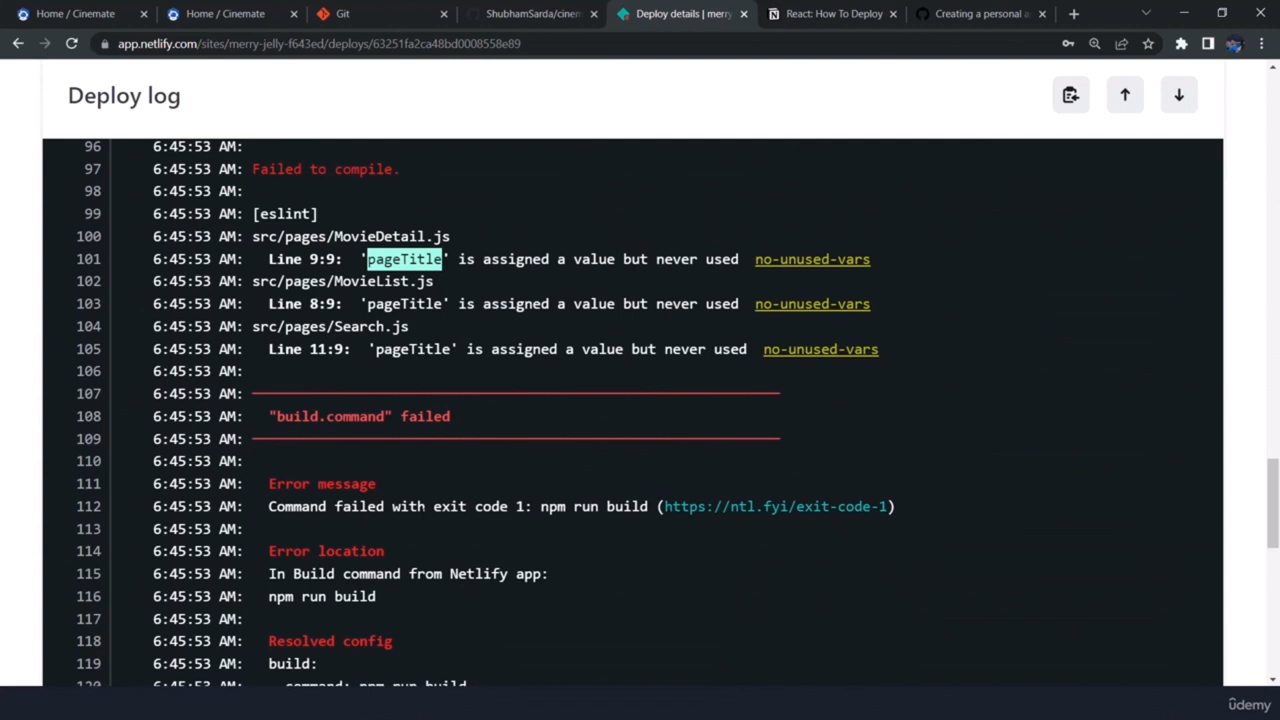 Home / Cinemate
Home / Cinemate
Git
ShubhamSarda/cinem
Deploy details | merry
React: How To Deploy
Creating a personal a
app.netlify.com/sites/merry-jelly-f643ed/deploys/63251fa2ca48bd0008558e89
Deploy log
96 6:45:53 AM:
97 6:45:53 AM: Failed to compile.
98 6:45:53 AM:
99 6:45:53 AM: [eslint]
100 6:45:53 AM: src/pages/MovieDetail.js
101 6:45:53 AM: Line 9:9: 'pageTitle' is assigned a value but never used no-unused-vars
102 6:45:53 AM: src/pages/MovieList.js
103 6:45:53 AM: Line 8:9: 'pageTitle' is assigned a value but never used no-unused-vars
104 6:45:53 AM: src/pages/Search.js
105 6:45:53 AM: Line 11:9: 'pageTitle' is assigned a value but never used no-unused-vars
106 6:45:53 AM:
107 6:45:53 AM:
108 6:45:53 AM: "build.command" failed
109 6:45:53 AM:
110 6:45:53 AM:
111 6:45:53 AM: Error message
112 6:45:53 AM: Command failed with exit code 1: npm run build (https://ntl.fyi/exit-code-1)
113 6:45:53 AM:
114 6:45:53 AM: Error location
115 6:45:53 AM: In Build command from Netlify app:
116 6:45:53 AM: npm run build
117 6:45:53 AM:
118 6:45:53 AM: Resolved config
119 6:45:53 AM: build:
120 6:45:53 AM: command: npm run build
ûdemy